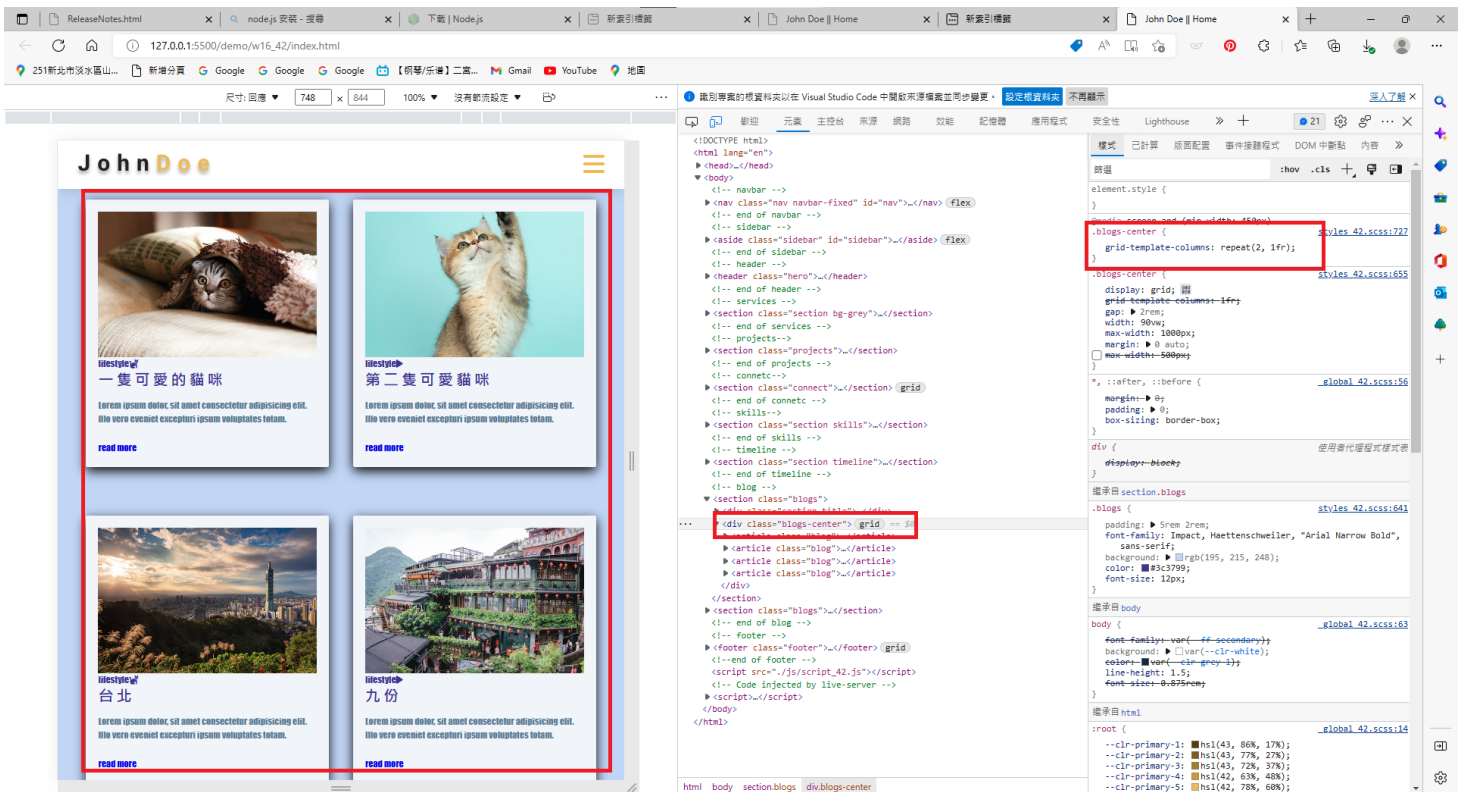 ReleaseNotes.html
node.js 安裝 - 搜尋
下載 | Node.js
新索引標籤
John Doe || Home
新索引標籤
John Doe || Home
127.0.0.1:5500/demo/w16_42/index.html
251新北市淡水區山...
新增分頁
Google
Google
Google
【钢琴/乐谱】二宫...
Gmail
YouTube
地圖
尺寸: 回應 ▼ 748 x 844 100% ▼ 沒有節流設定 ▼
JohnDoe
lifestyle
一隻可愛的貓咪
Lorem ipsum dolor, sit amet consectetur adipisicing elit.
Illo vero eveniet excepturi ipsum voluptates totam.
read more
lifestyle
第二隻可愛貓咪
Lorem ipsum dolor, sit amet consectetur adipisicing elit.
Illo vero eveniet excepturi ipsum voluptates totam.
read more
lifestyle
台北
Lorem ipsum dolor, sit amet consectetur adipisicing elit.
Illo vero eveniet excepturi ipsum voluptates totam.
read more
lifestyle
九份
Lorem ipsum dolor, sit amet consectetur adipisicing elit.
Illo vero eveniet excepturi ipsum voluptates totam.
read more
識別專案的根資料夾以在 Visual Studio Code 中開啟來源檔案並同步變更。 設定根資料夾 不再顯示 深入了解
歡迎 元素 主控台 來源 網路 效能 記憶體 應用程式 安全性 Lighthouse 21
<!DOCTYPE html>
<html lang="en">
<head>…</head>
<body>
<!-- navbar -->
<nav class="nav navbar-fixed" id="nav">…</nav> flex
<!-- end of navbar -->
<!-- sidebar -->
<aside class="sidebar" id="sidebar">…</aside> flex
<!-- end of sidebar -->
<!-- header -->
<header class="hero">…</header>
<!-- end of header -->
<!-- services -->
<section class="section bg-grey">…</section>
<!-- end of services -->
<!-- projects-->
<section class="projects">…</section>
<!-- end of projects -->
<!-- connetc-->
<section class="connect">…</section> grid
<!-- end of connetc -->
<!-- skills-->
<section class="section skills">…</section>
<!-- end of skills -->
<!-- timeline -->
<section class="section timeline">…</section>
<!-- end of timeline -->
<!-- blog -->
<section class="blogs">
<div class="section-title">…</div>
<div class="blogs-center"> grid == $0
<article class="blog">…</article>
<article class="blog">…</article>
<article class="blog">…</article>
<article class="blog">…</article>
</div>
</section>
<section class="blogs">…</section>
<!-- end of blog -->
<!-- footer -->
<footer class="footer">…</footer> grid
<!--end of footer -->
<script src="./js/script_42.js"></script>
<!-- Code injected by live-server -->
<script>…</script>
</body>
</html>
html body section.blogs div.blogs-center
樣式 已計算 版面配置 事件接聽程式 DOM 中斷點 內容
篩選 :hov .cls
element.style {
}
@media screen and (min-width: 450px)
.blogs-center { styles_42.scss:727
grid-template-columns: repeat(2, 1fr);
}
.blogs-center { styles_42.scss:655
display: grid;
grid-template-columns: 1fr;
gap: 2rem;
width: 90vw;
max-width: 1000px;
margin: 0 auto;
max-width: 500px;
}
*, ::after, ::before { _global_42.scss:56
margin: 0;
padding: 0;
box-sizing: border-box;
}
div { 使用者代理程式樣式表
display: block;
}
繼承自 section.blogs
.blogs { styles_42.scss:641
padding: 5rem 2rem;
font-family: Impact, Haettenschweiler, "Arial Narrow Bold",
sans-serif;
background: rgb(195, 215, 248);
color: #3c3799;
font-size: 12px;
}
繼承自 body
body { _global_42.scss:63
font-family: var(--ff-secondary);
background: var(--clr-white);
color: var(--clr-grey-1);
line-height: 1.5;
font-size: 0.875rem;
}
繼承自 html
:root { _global_42.scss:14
--clr-primary-1: hsl(43, 86%, 17%);
--clr-primary-2: hsl(43, 77%, 27%);
--clr-primary-3: hsl(43, 72%, 37%);
--clr-primary-4: hsl(42, 63%, 48%);
--clr-primary-5: hsl(42, 78%, 60%);